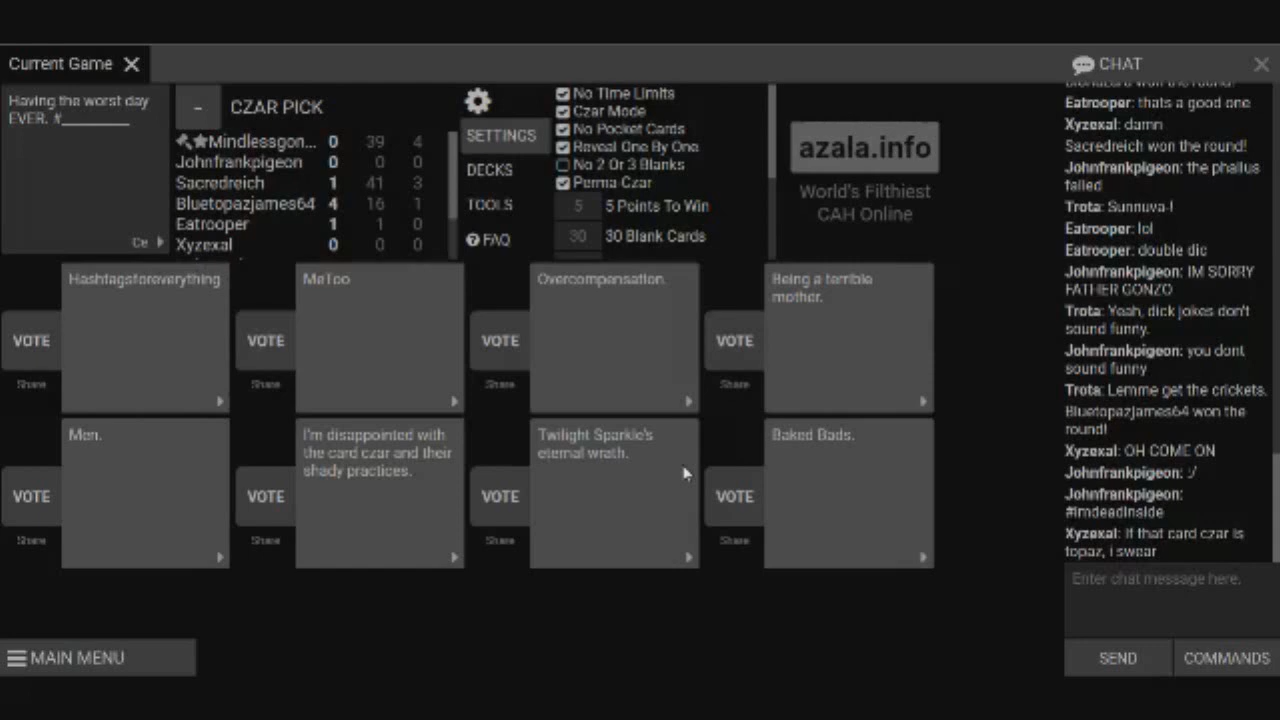 Current Game
CHAT
Having the worst day
EVER. #________
Ce
-
CZAR PICK
Mindlessgon... 0 39 4
Johnfrankpigeon 0 0 0
Sacredreich 1 41 3
Bluetopazjames64 4 16 1
Eatrooper 1 1 0
Xyzexal 0 0 0
SETTINGS
DECKS
TOOLS
FAQ
No Time Limits
Czar Mode
No Pocket Cards
Reveal One By One
No 2 Or 3 Blanks
Perma Czar
5 5 Points To Win
30 30 Blank Cards
azala.info
World's Filthiest
CAH Online
VOTE
Share
Hashtagsforeverything
VOTE
Share
MeToo
VOTE
Share
Overcompensation.
VOTE
Share
Being a terrible
mother.
VOTE
Share
Men.
VOTE
Share
I'm disappointed with
the card czar and their
shady practices.
VOTE
Share
Twilight Sparkle's
eternal wrath.
VOTE
Share
Baked Bads.
MAIN MENU
won the round!
Eatrooper: thats a good one
Xyzexal: damn
Sacredreich won the round!
Johnfrankpigeon: the phallus
failed
Trota: Sunnuva-!
Eatrooper: lol
Eatrooper: double dic
Johnfrankpigeon: IM SORRY
FATHER GONZO
Trota: Yeah, dick jokes don't
sound funny.
Johnfrankpigeon: you dont
sound funny
Trota: Lemme get the crickets.
Bluetopazjames64 won the
round!
Xyzexal: OH COME ON
Johnfrankpigeon: :/
Johnfrankpigeon:
#imdeadinside
Xyzexal: If that card czar is
topaz, i swear
Enter chat message here.
SEND
COMMANDS